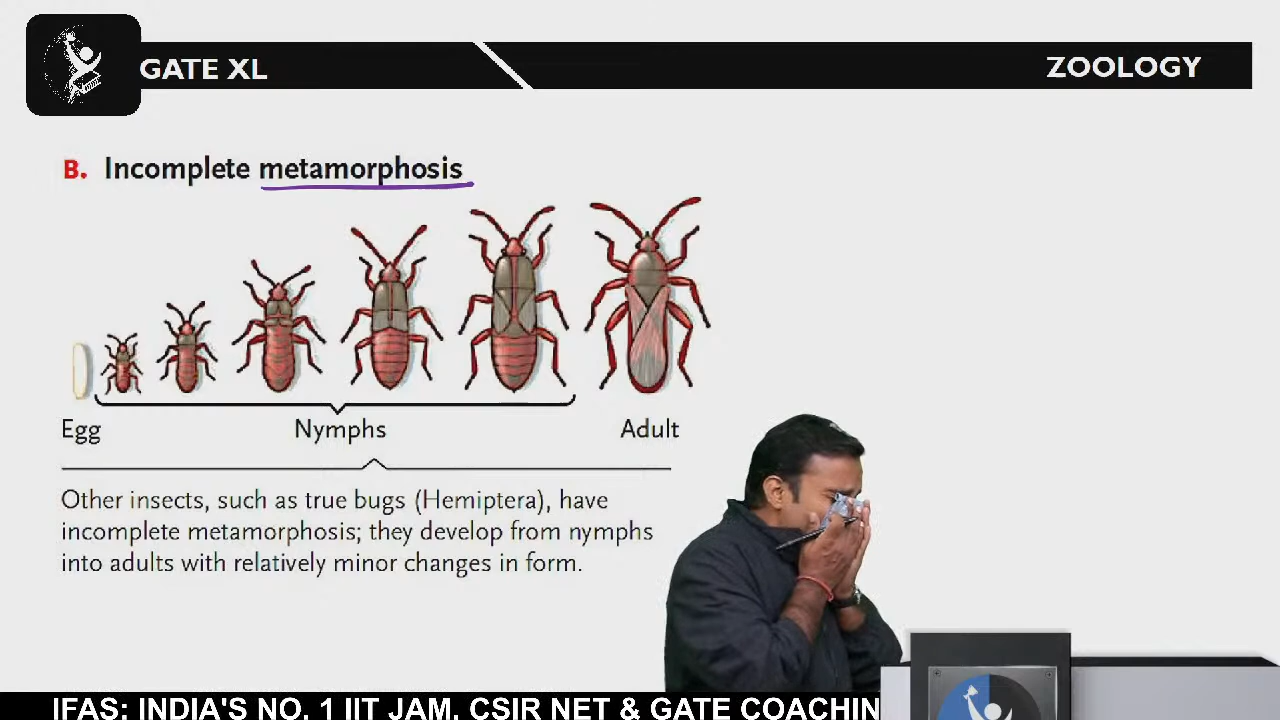 GATE XL
ZOOLOGY
B. Incomplete metamorphosis
Egg
Nymphs
Adult
Other insects, such as true bugs (Hemiptera), have
incomplete metamorphosis; they develop from nymphs
into adults with relatively minor changes in form.
IFAS: INDIA'S NO. 1 IIT JAM, CSIR NET & GATE COACHIN